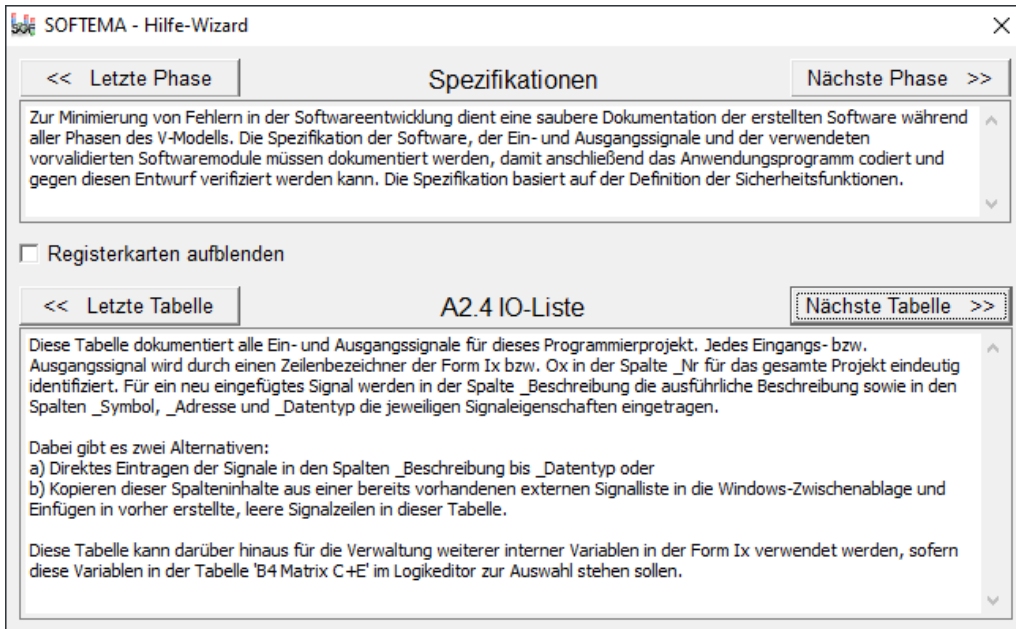 SOFTEMA - Hilfe-Wizard
<< Letzte Phase
Spezifikationen
Nächste Phase >>
Zur Minimierung von Fehlern in der Softwareentwicklung dient eine saubere Dokumentation der erstellten Software während
aller Phasen des V-Modells. Die Spezifikation der Software, der Ein- und Ausgangssignale und der verwendeten
vorvalidierten Softwaremodule müssen dokumentiert werden, damit anschließend das Anwendungsprogramm codiert und
gegen diesen Entwurf verifiziert werden kann. Die Spezifikation basiert auf der Definition der Sicherheitsfunktionen.
Registerkarten aufblenden
<< Letzte Tabelle
A2.4 IO-Liste
Nächste Tabelle >>
Diese Tabelle dokumentiert alle Ein- und Ausgangssignale für dieses Programmierprojekt. Jedes Eingangs- bzw.
Ausgangssignal wird durch einen Zeilenbezeichner der Form Ix bzw. Ox in der Spalte _Nr für das gesamte Projekt eindeutig
identifiziert. Für ein neu eingefügtes Signal werden in der Spalte _Beschreibung die ausführliche Beschreibung sowie in den
Spalten _Symbol, _Adresse und _Datentyp die jeweiligen Signaleigenschaften eingetragen.
Dabei gibt es zwei Alternativen:
a) Direktes Eintragen der Signale in den Spalten _Beschreibung bis _Datentyp oder
b) Kopieren dieser Spalteninhalte aus einer bereits vorhandenen externen Signalliste in die Windows-Zwischenablage und
Einfügen in vorher erstellte, leere Signalzeilen in dieser Tabelle.
Diese Tabelle kann darüber hinaus für die Verwaltung weiterer interner Variablen in der Form Ix verwendet werden, sofern
diese Variablen in der Tabelle 'B4 Matrix C+E' im Logikeditor zur Auswahl stehen sollen.